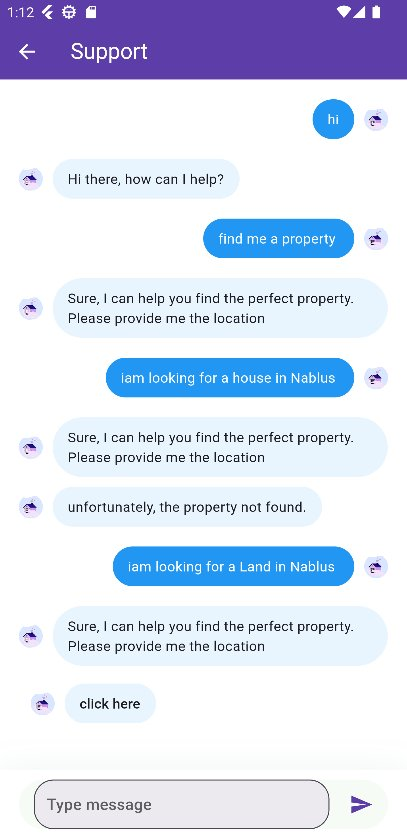 1:12
Support
hi
Hi there, how can I help?
find me a property
Sure, I can help you find the perfect property.
Please provide me the location
iam looking for a house in Nablus
Sure, I can help you find the perfect property.
Please provide me the location
unfortunately, the property not found.
iam looking for a Land in Nablus
Sure, I can help you find the perfect property.
Please provide me the location
click here
Type message